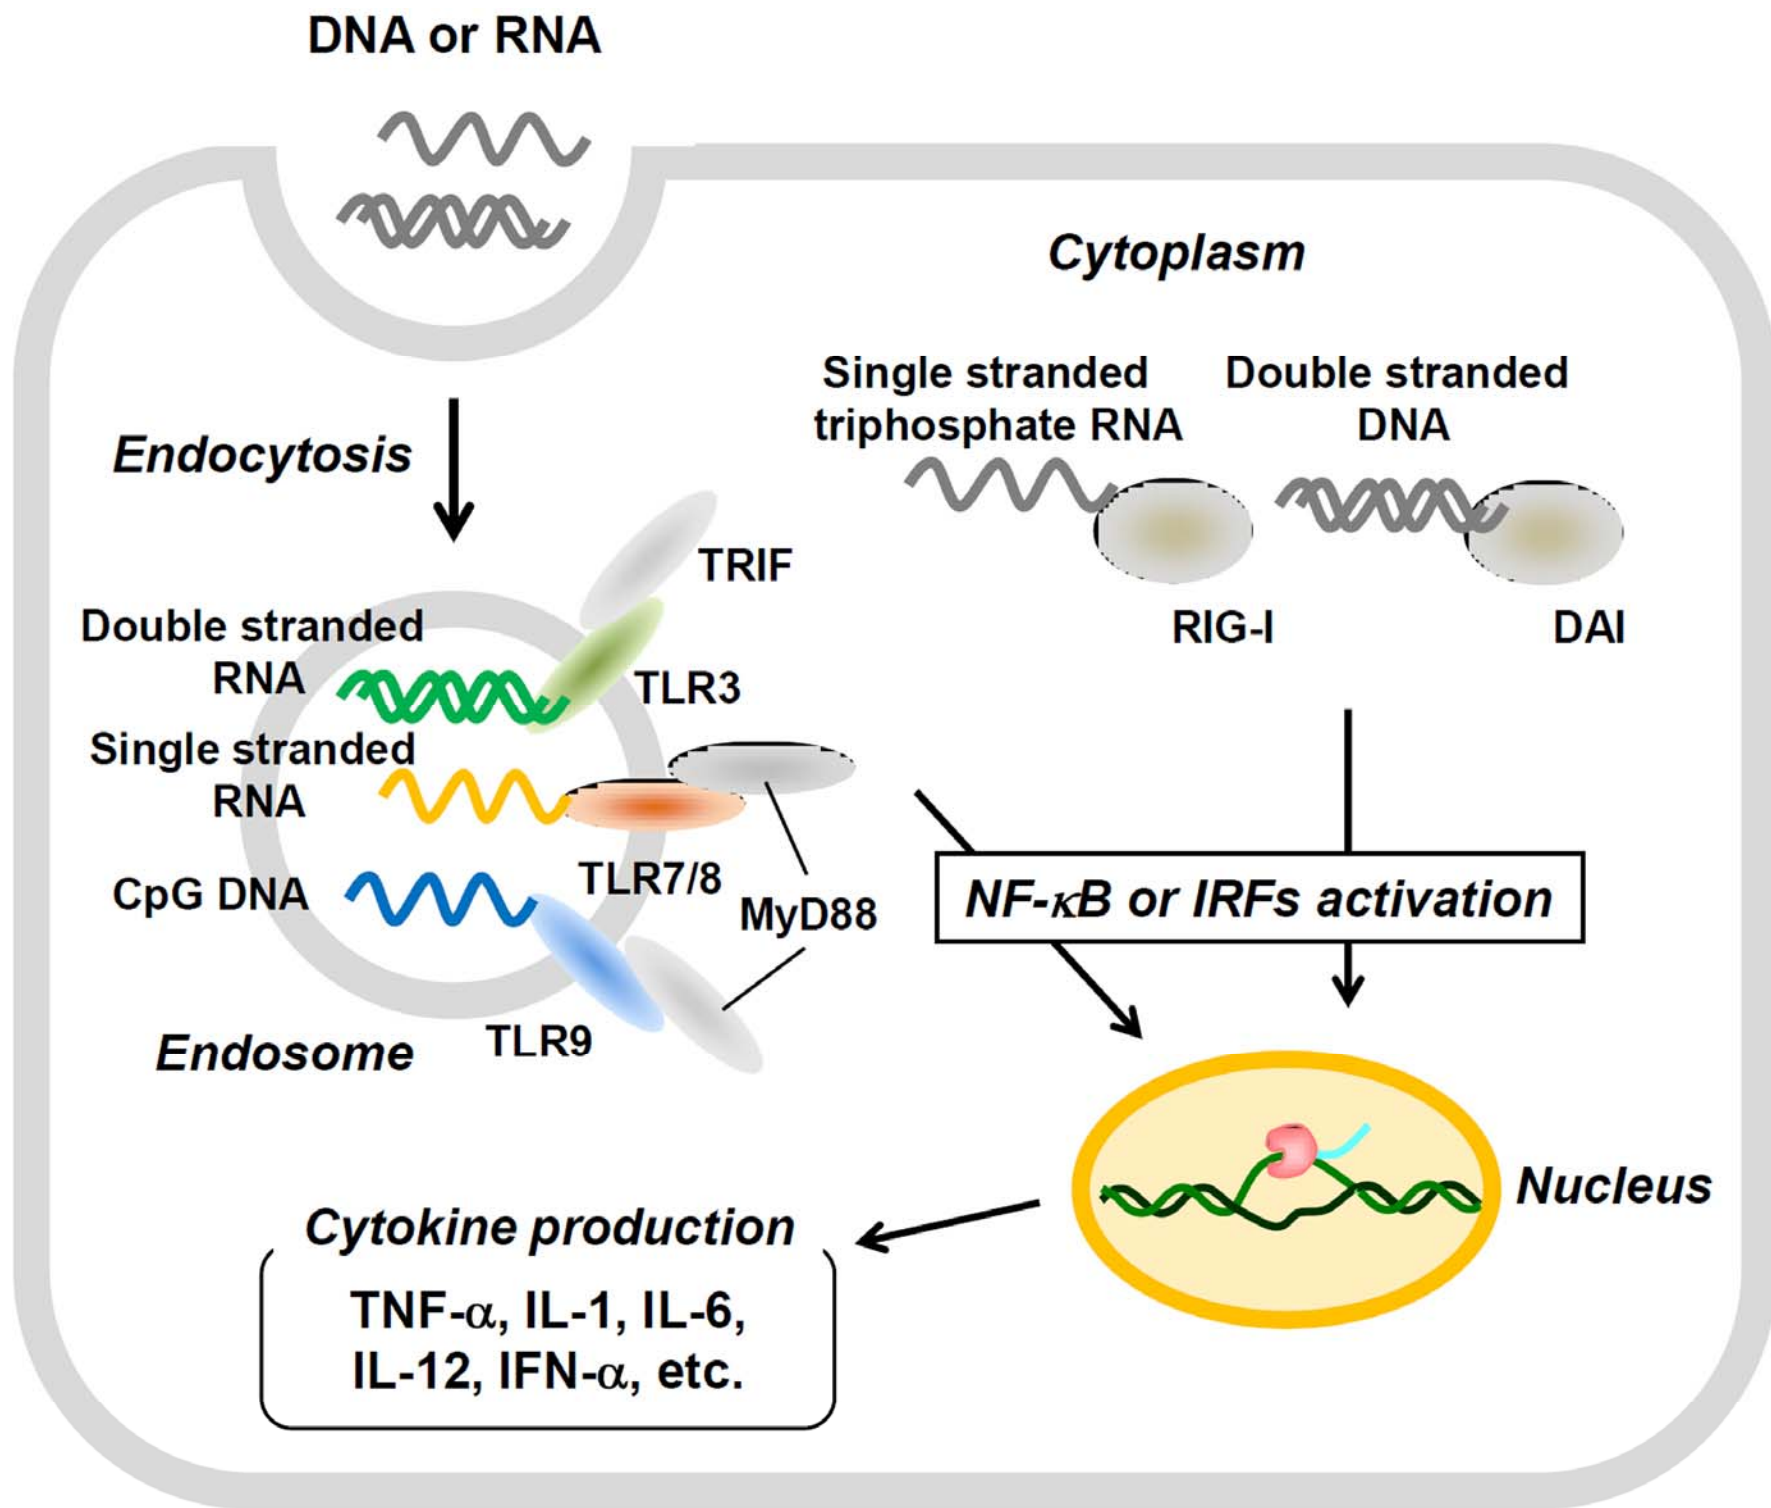 DNA or RNA
Cytoplasm
Single stranded
triphosphate RNA
Double stranded
DNA
Endocytosis
TRIF
RIG-I
DAI
Double stranded
RNA
TLR3
Single stranded
RNA
TLR7/8
CpG DNA
MyD88
NF-κB or IRFs activation
TLR9
Endosome
Nucleus
Cytokine production
TNF-α, IL-1, IL-6,
IL-12, IFN-α, etc.